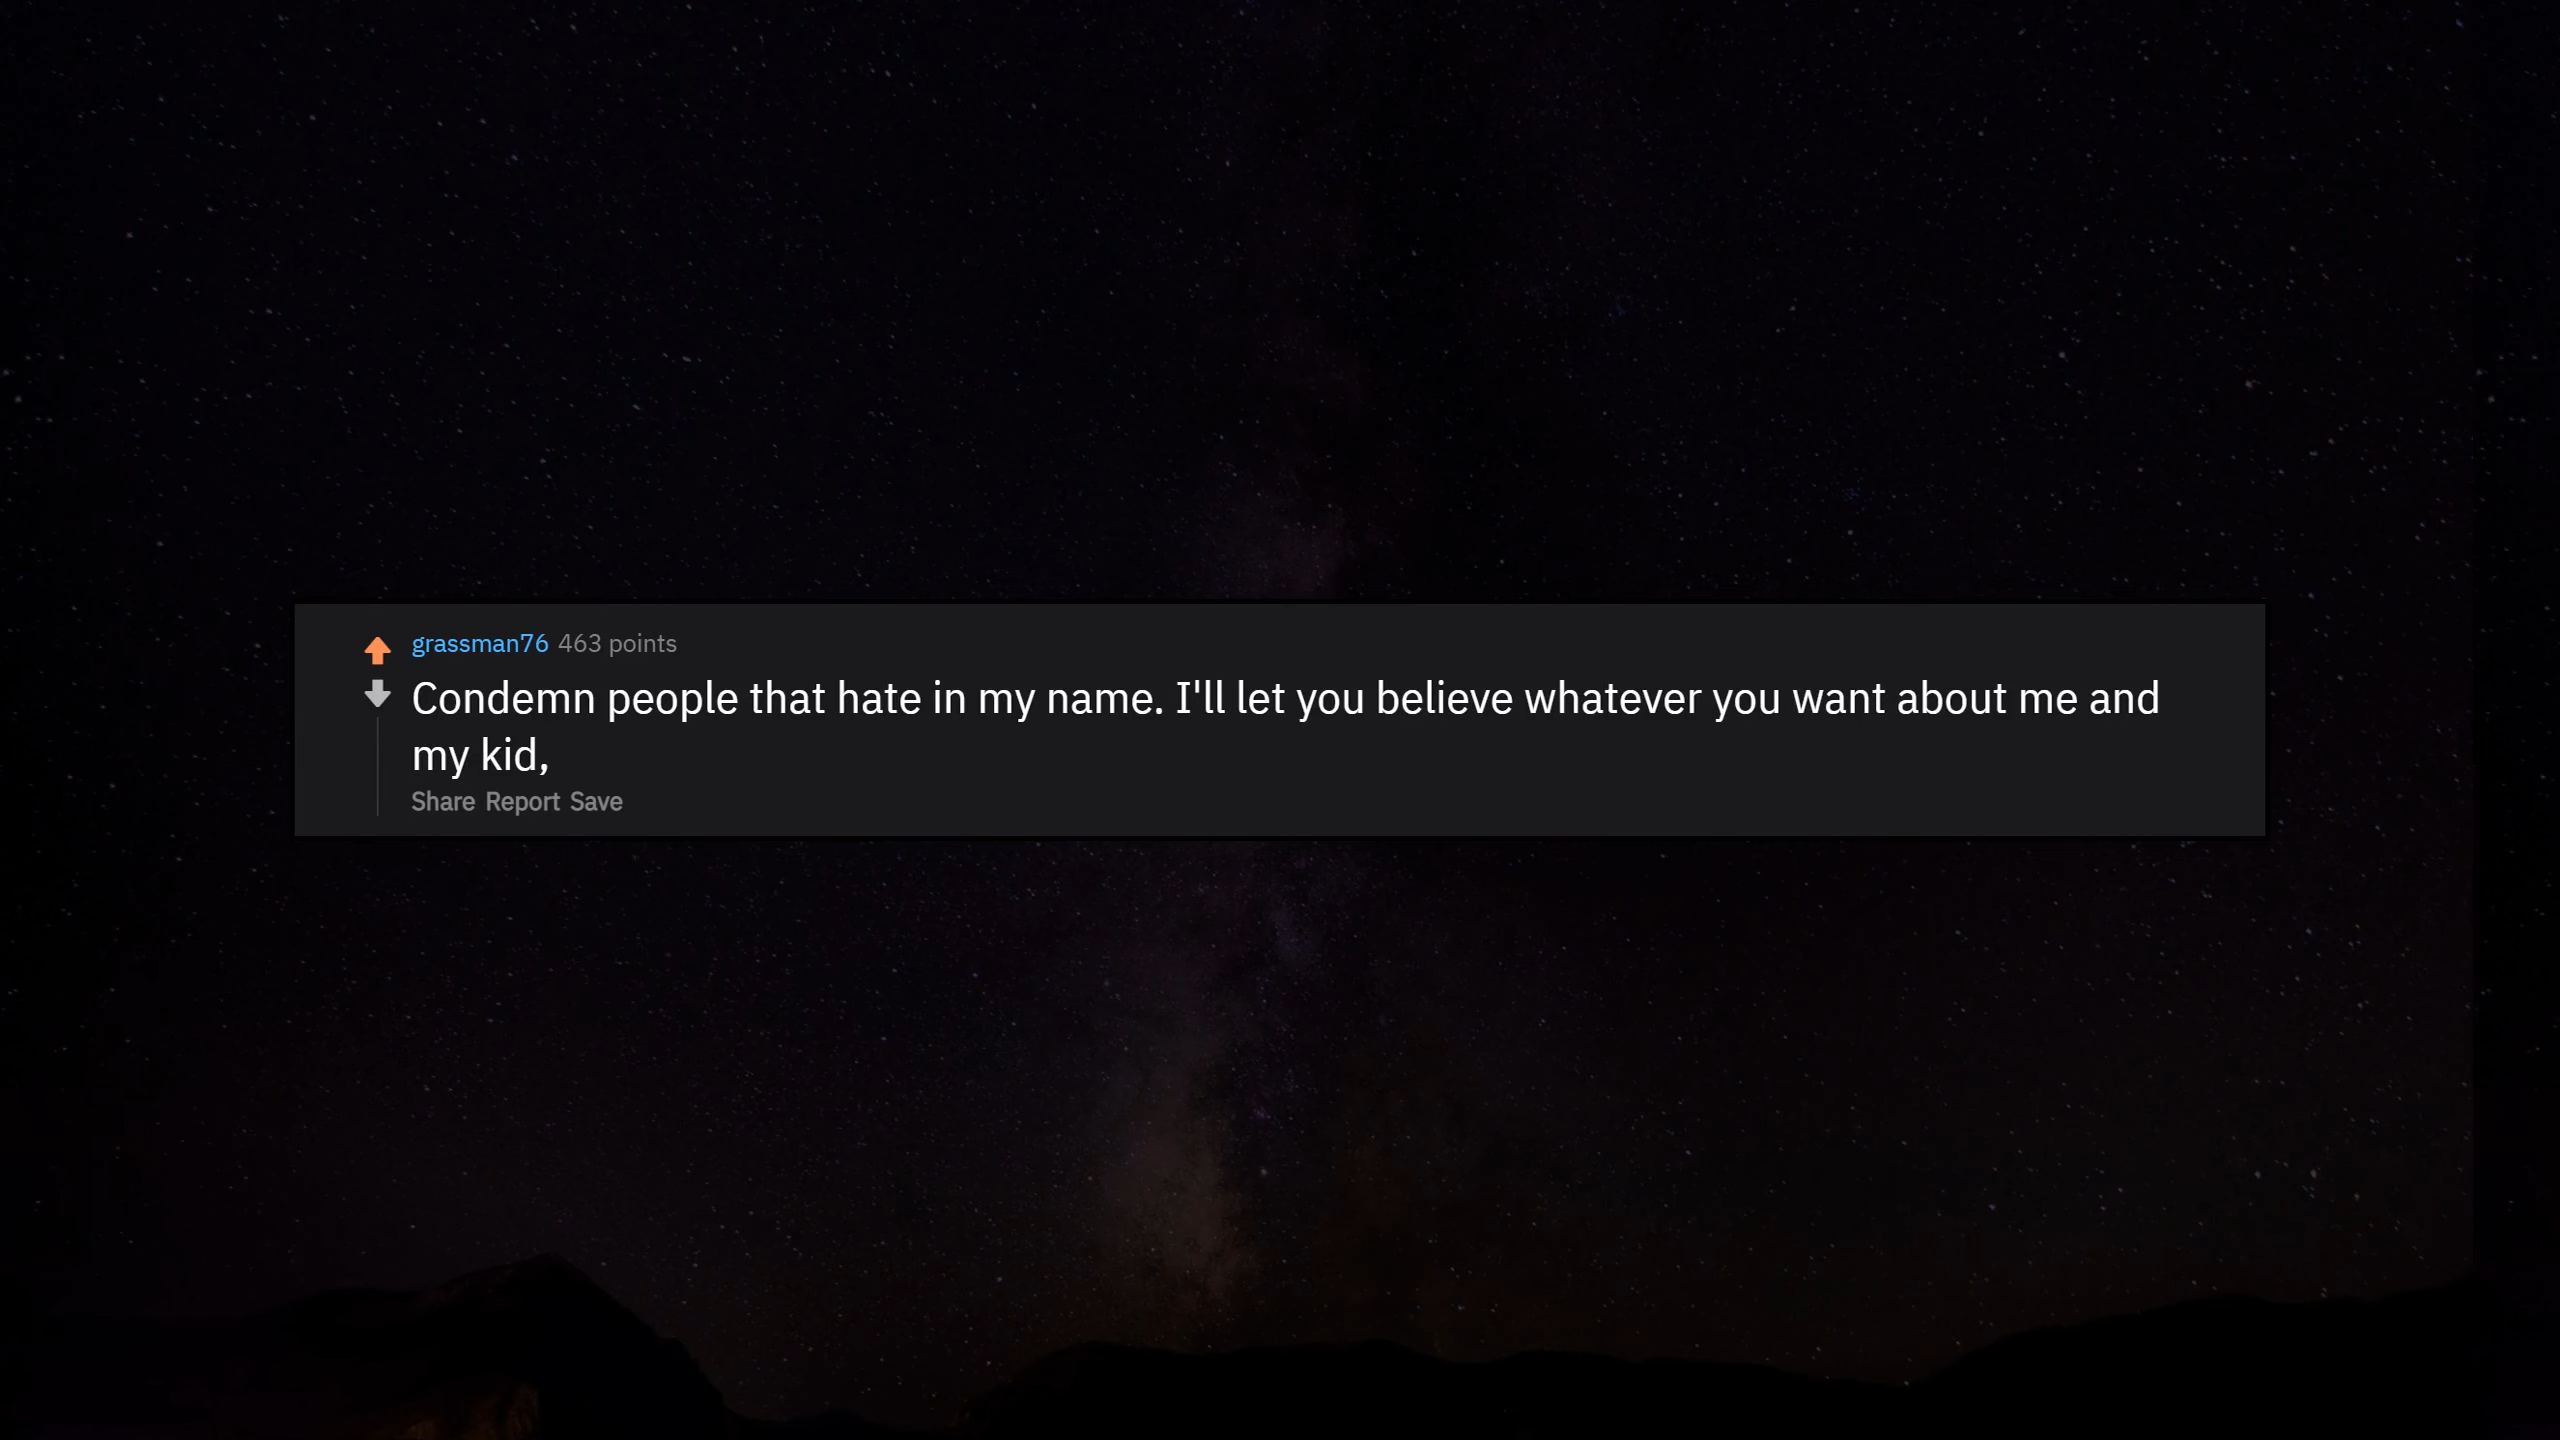 grassman76 463 points
Condemn people that hate in my name. I'll let you believe whatever you want about me and
my kid,
Share Report Save